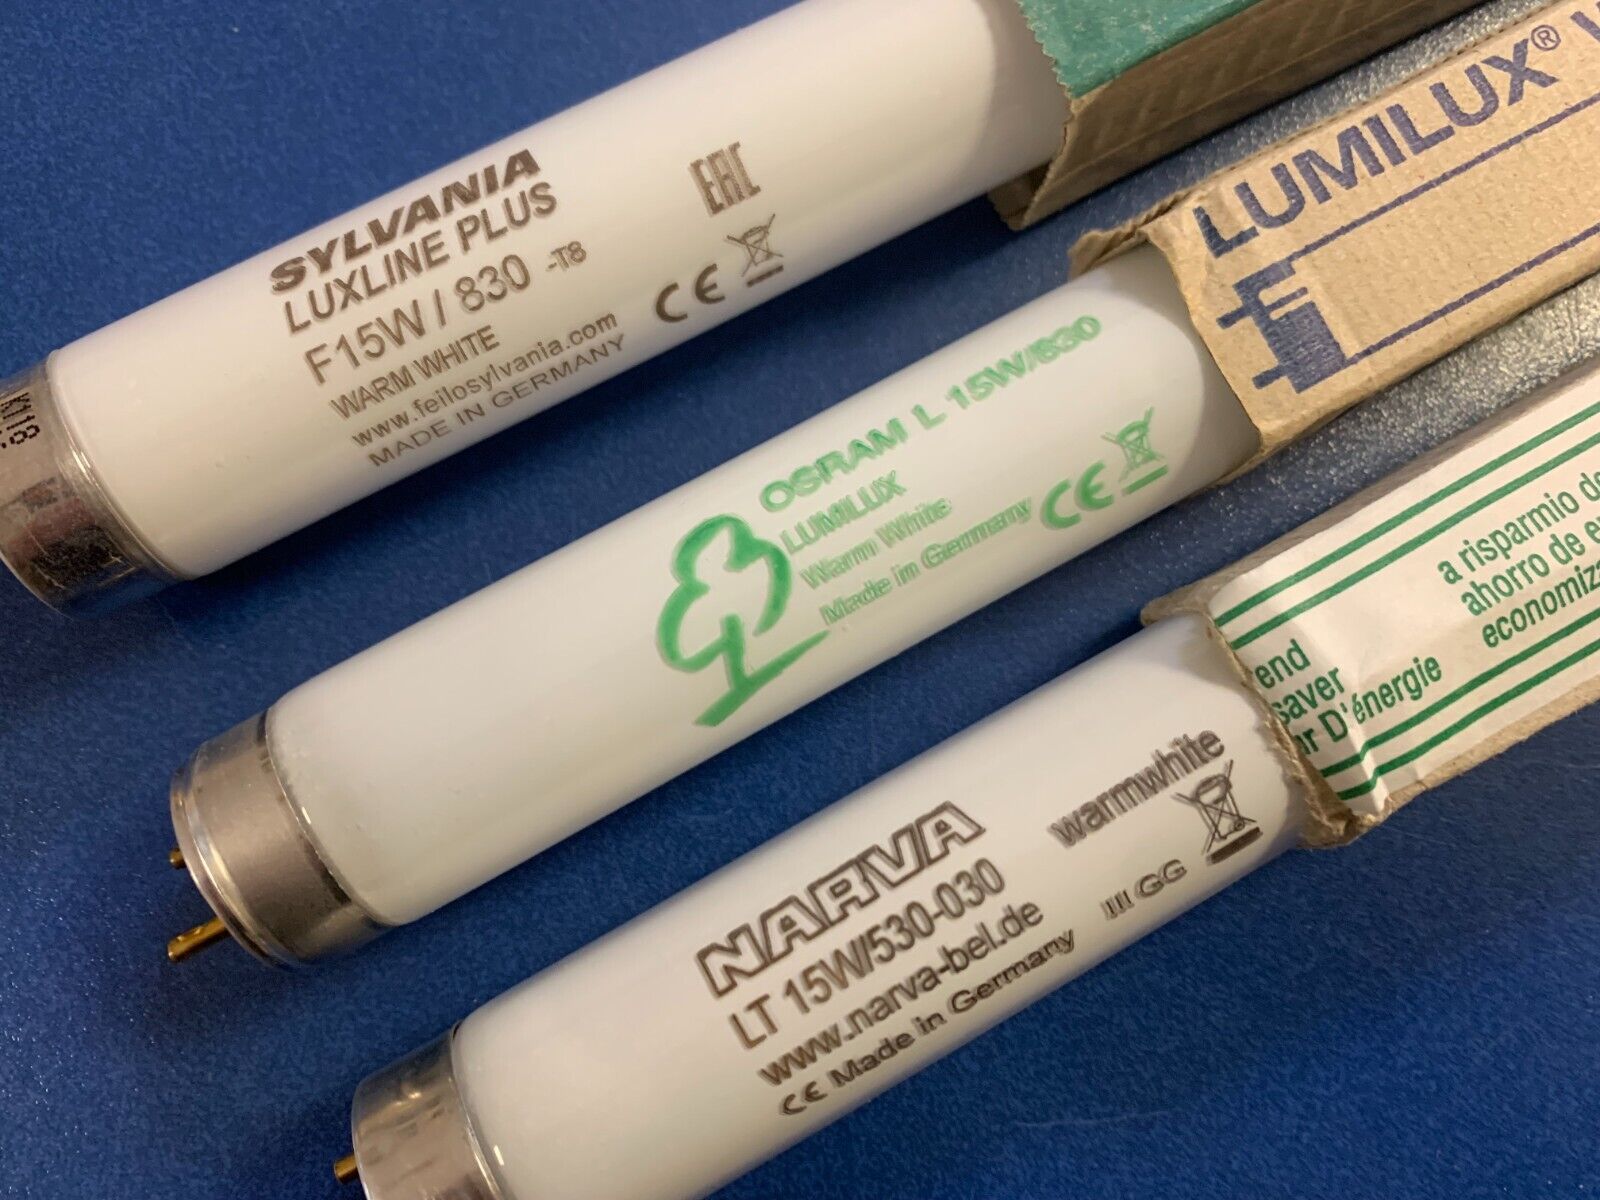 SYLVANIA
LUXLINE PLUS
F15W / 830 -T8
WARM WHITE
www.feilosylvania.com
MADE IN GERMANY
EAC
CE
K118
LUMILUX®
OSRAM L 15W/830
LUMILUX
Warm White
Made in Germany
CE
a risparmio
ahorro de
end
saver
D'énergie
NARVA
LT 15W/530-030
www.narva-bel.de
CE Made in Germany
warmwhite
III GG